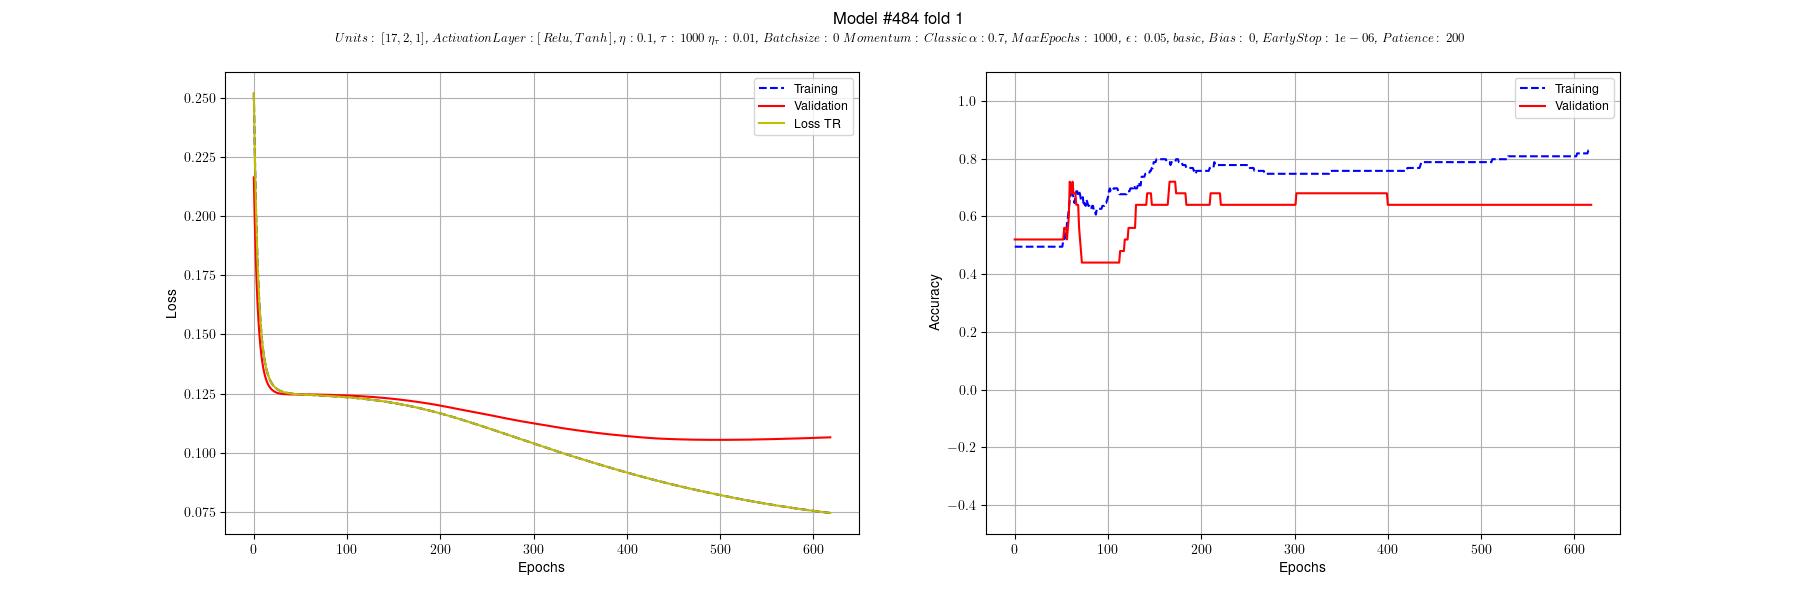 Model #484 fold 1
Units : [17, 2, 1], ActivationLayer : [Relu, Tanh], η : 0.1, τ : 1000 ητ : 0.01, Batchsize : 0 Momentum : Classic α : 0.7, MaxEpochs : 1000, ϵ : 0.05, basic, Bias : 0, EarlyStop : 1e − 06, Patience : 200
Training
Validation
Loss TR
0.250
0.225
0.200
0.175
0.150
0.125
0.100
0.075
Loss
0 100 200 300 400 500 600
Epochs
Training
Validation
1.0
0.8
0.6
0.4
0.2
0.0
−0.2
−0.4
Accuracy
0 100 200 300 400 500 600
Epochs